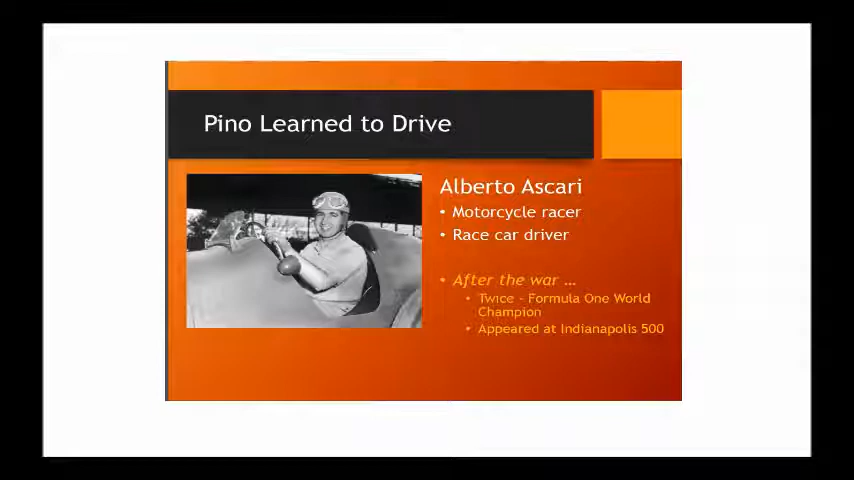 Pino Learned to Drive
Alberto Ascari
• Motorcycle racer
• Race car driver
• After the war …
• Twice - Formula One World
Champion
• Appeared at Indianapolis 500